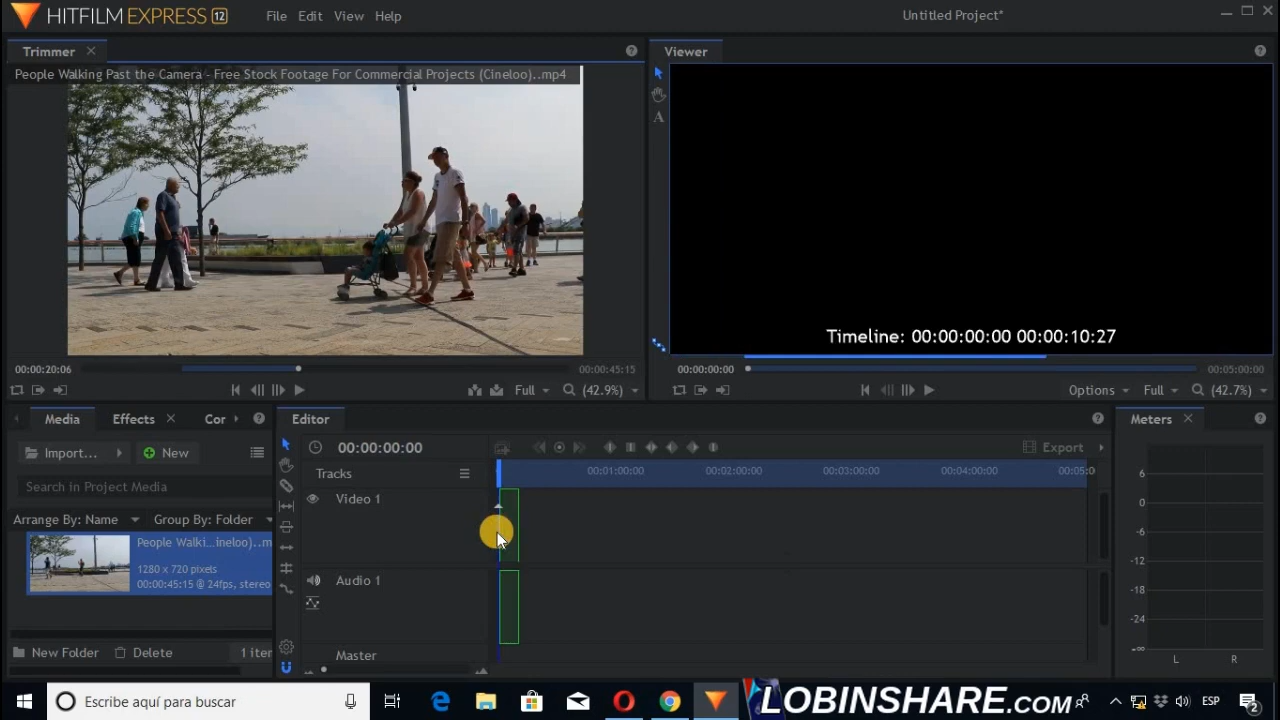 HITFILM EXPRESS 12
File Edit View Help
Untitled Project*
Trimmer
Viewer
People Walking Past the Camera - Free Stock Footage For Commercial Projects (Cineloo)..mp4
A
Timeline: 00:00:00:00 00:00:10:27
00:00:20:06
00:00:45:15
00:00:00:00
00:05:00:00
Full
(42.9%)
Options
Full
(42.7%)
Media
Effects
Cor
Editor
Meters
Import...
New
00:00:00:00
Export
Tracks
00:01:00:00
00:02:00:00
00:03:00:00
00:04:00:00
00:05:0
Search in Project Media
Video 1
Arrange By: Name
Group By: Folder
People Walki...ineloo)..m
1280 x 720 pixels
00:00:45:15 @ 24fps, stereo
Audio 1
New Folder
Delete
1 iter
Master
6
0
-6
-12
-18
-24
-∞
L
R
Escribe aquí para buscar
LOBINSHARE.COM
ESP
2